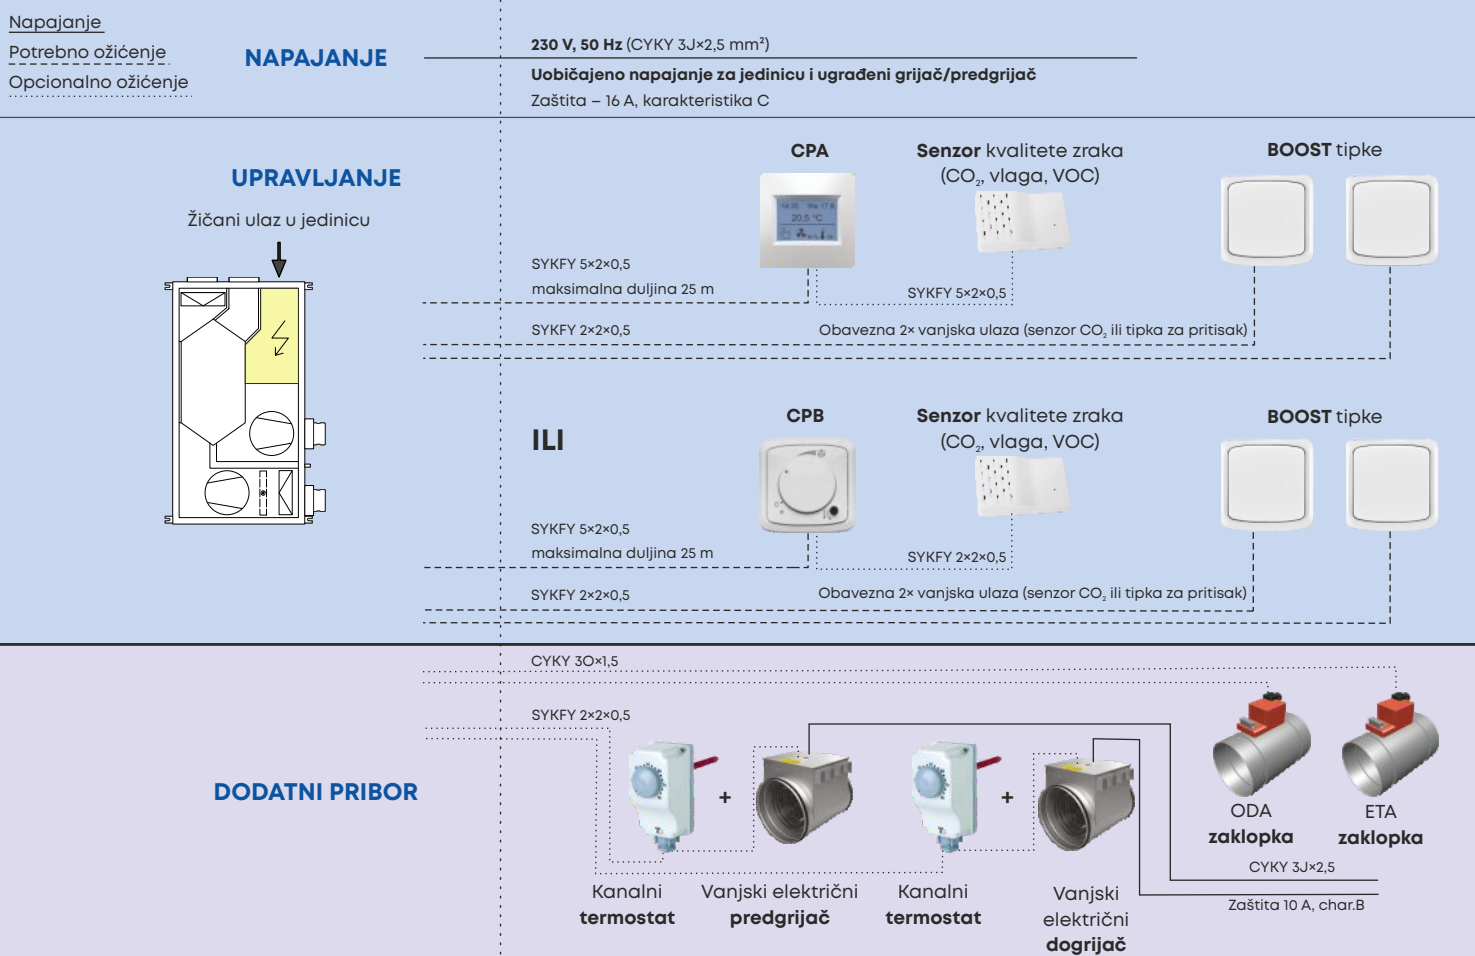 Napajanje
Potrebno ožićenje
Opcionalno ožićenje
NAPAJANJE
230 V, 50 Hz (CYKY 3J×2,5 mm²)
Uobičajeno napajanje za jedinicu i ugrađeni grijač/predgrijač
Zaštita – 16 A, karakteristika C
UPRAVLJANJE
Žičani ulaz u jedinicu
CPA
Senzor kvalitete zraka
(CO₂, vlaga, VOC)
BOOST tipke
20,5 °C
SYKFY 5×2×0,5
maksimalna duljina 25 m
SYKFY 5×2×0,5
SYKFY 2×2×0,5
Obavezna 2× vanjska ulaza (senzor CO₂ ili tipka za pritisak)
ILI
CPB
Senzor kvalitete zraka
(CO₂, vlaga, VOC)
BOOST tipke
SYKFY 5×2×0,5
maksimalna duljina 25 m
SYKFY 2×2×0,5
SYKFY 2×2×0,5
Obavezna 2× vanjska ulaza (senzor CO₂ ili tipka za pritisak)
DODATNI PRIBOR
CYKY 3O×1,5
SYKFY 2×2×0,5
+
+
ODA
zaklopka
ETA
zaklopka
CYKY 3J×2,5
Zaštita 10 A, char.B
Kanalni
termostat
Vanjski električni
predgrijač
Kanalni
termostat
Vanjski
električni
dogrijač